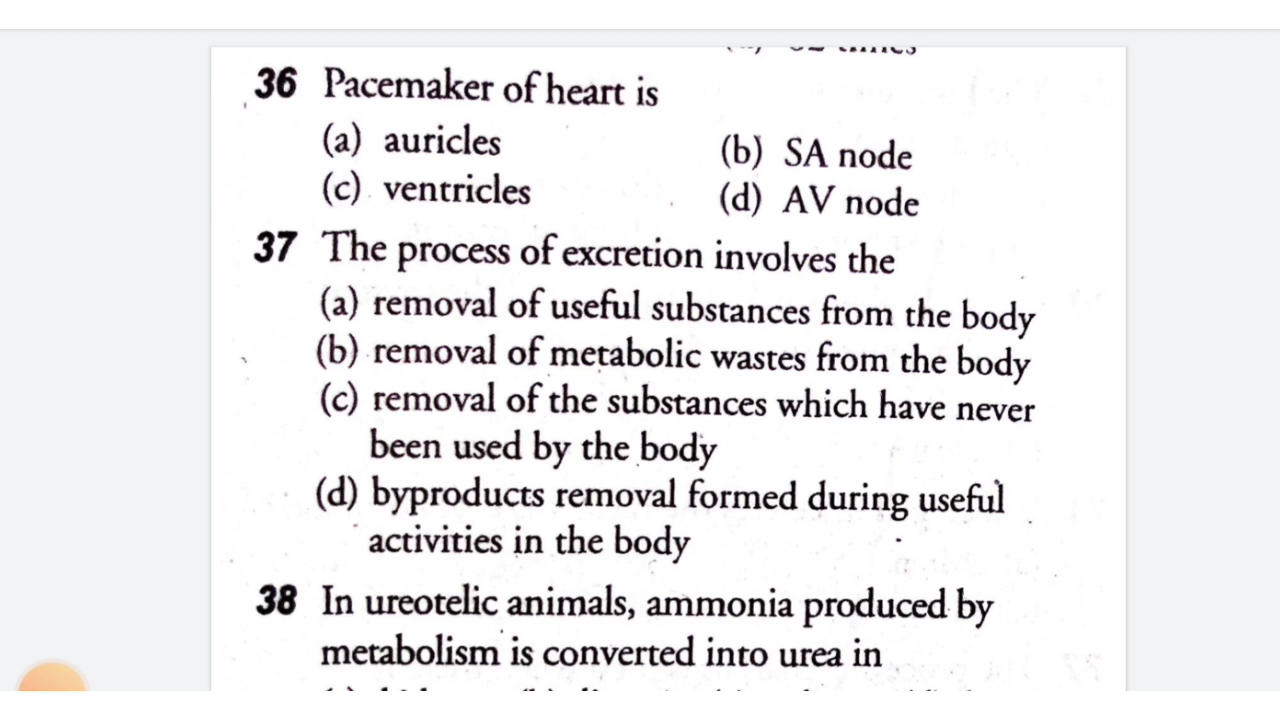 36 Pacemaker of heart is
(a) auricles (b) SA node
(c) ventricles (d) AV node
37 The process of excretion involves the
(a) removal of useful substances from the body
(b) removal of metabolic wastes from the body
(c) removal of the substances which have never
been used by the body
(d) byproducts removal formed during useful
activities in the body
38 In ureotelic animals, ammonia produced by
metabolism is converted into urea in